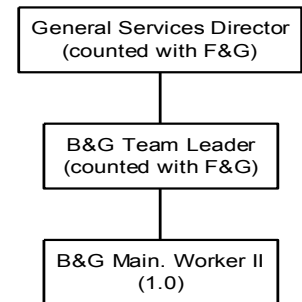 General Services Director
(counted with F&G)
B&G Team Leader
(counted with F&G)
B&G Main. Worker II
(1.0)